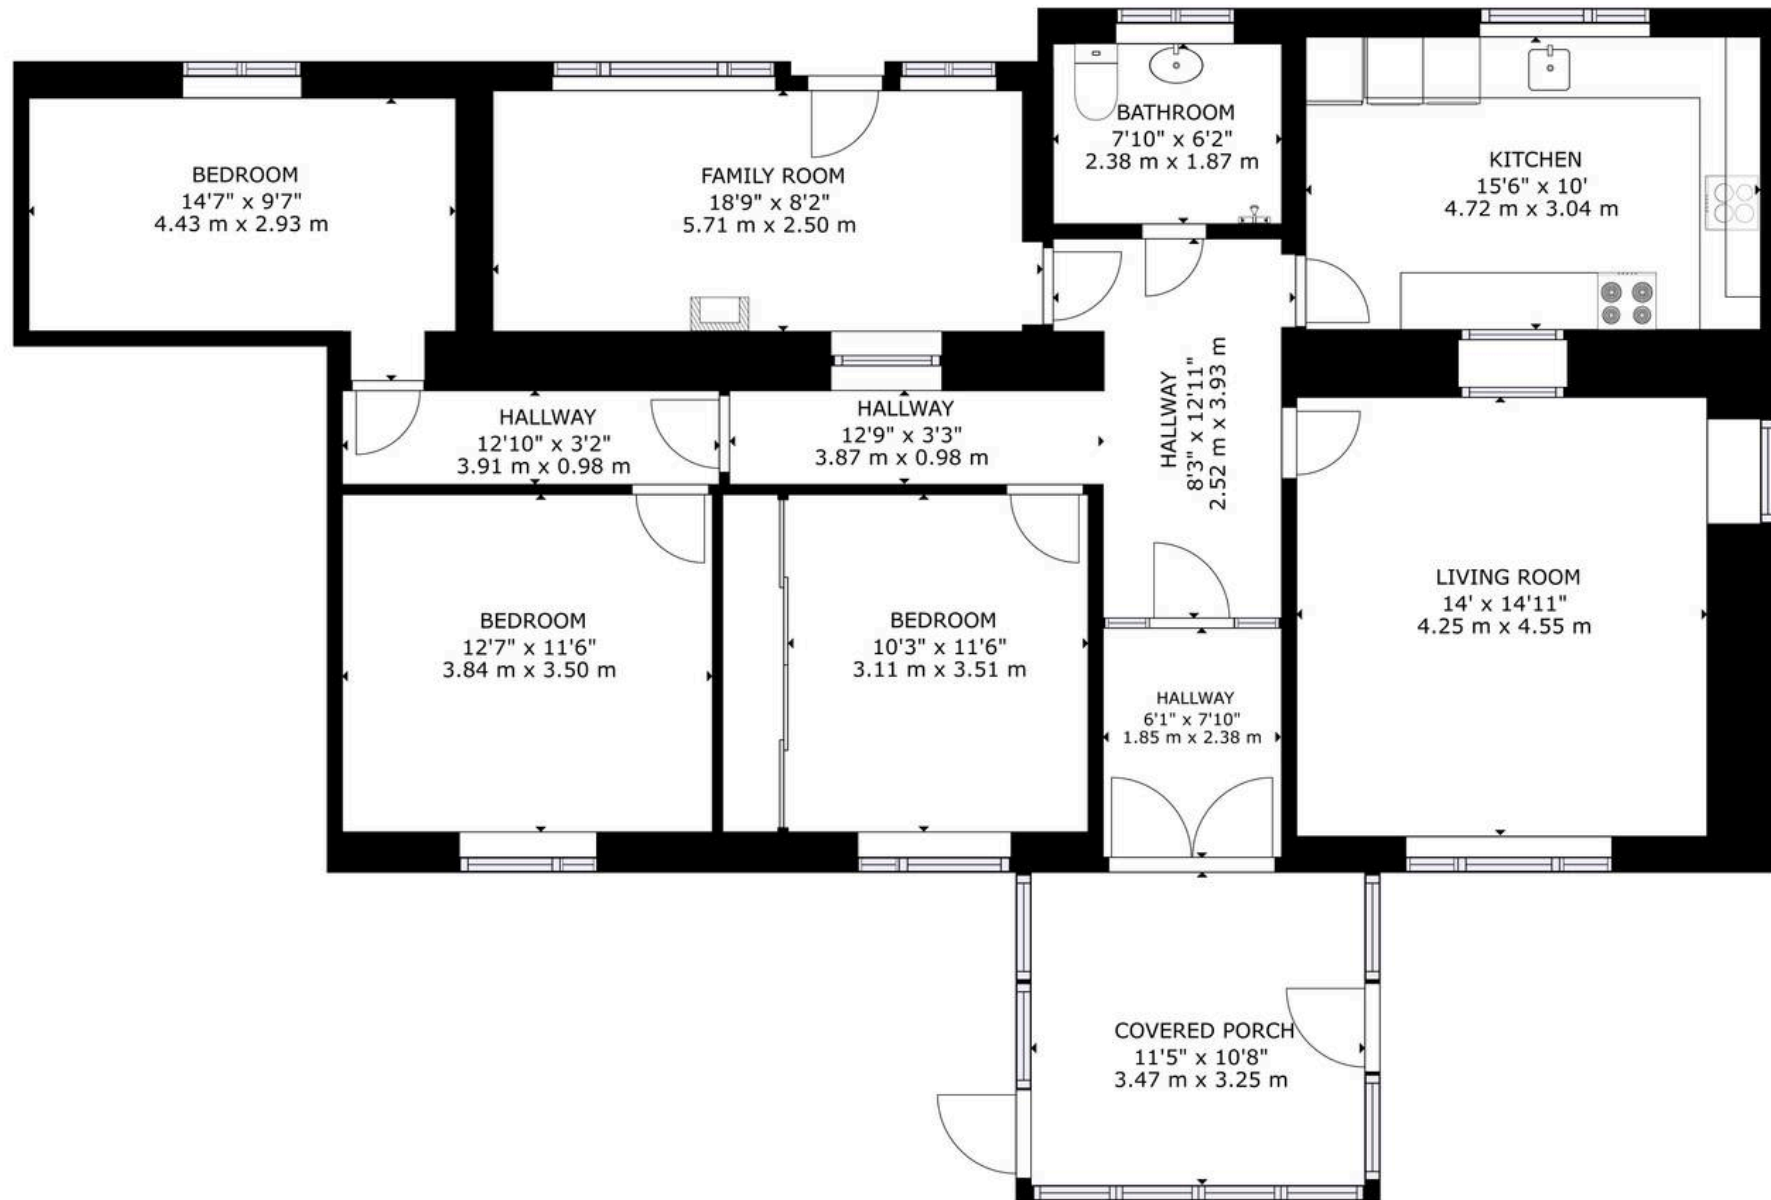 BEDROOM
14'7" x 9'7"
4.43 m x 2.93 m
FAMILY ROOM
18'9" x 8'2"
5.71 m x 2.50 m
BATHROOM
7'10" x 6'2"
2.38 m x 1.87 m
KITCHEN
15'6" x 10'
4.72 m x 3.04 m
HALLWAY
12'10" x 3'2"
3.91 m x 0.98 m
HALLWAY
12'9" x 3'3"
3.87 m x 0.98 m
HALLWAY
8'3" x 12'11"
2.52 m x 3.93 m
BEDROOM
12'7" x 11'6"
3.84 m x 3.50 m
BEDROOM
10'3" x 11'6"
3.11 m x 3.51 m
HALLWAY
6'1" x 7'10"
1.85 m x 2.38 m
LIVING ROOM
14' x 14'11"
4.25 m x 4.55 m
COVERED PORCH
11'5" x 10'8"
3.47 m x 3.25 m